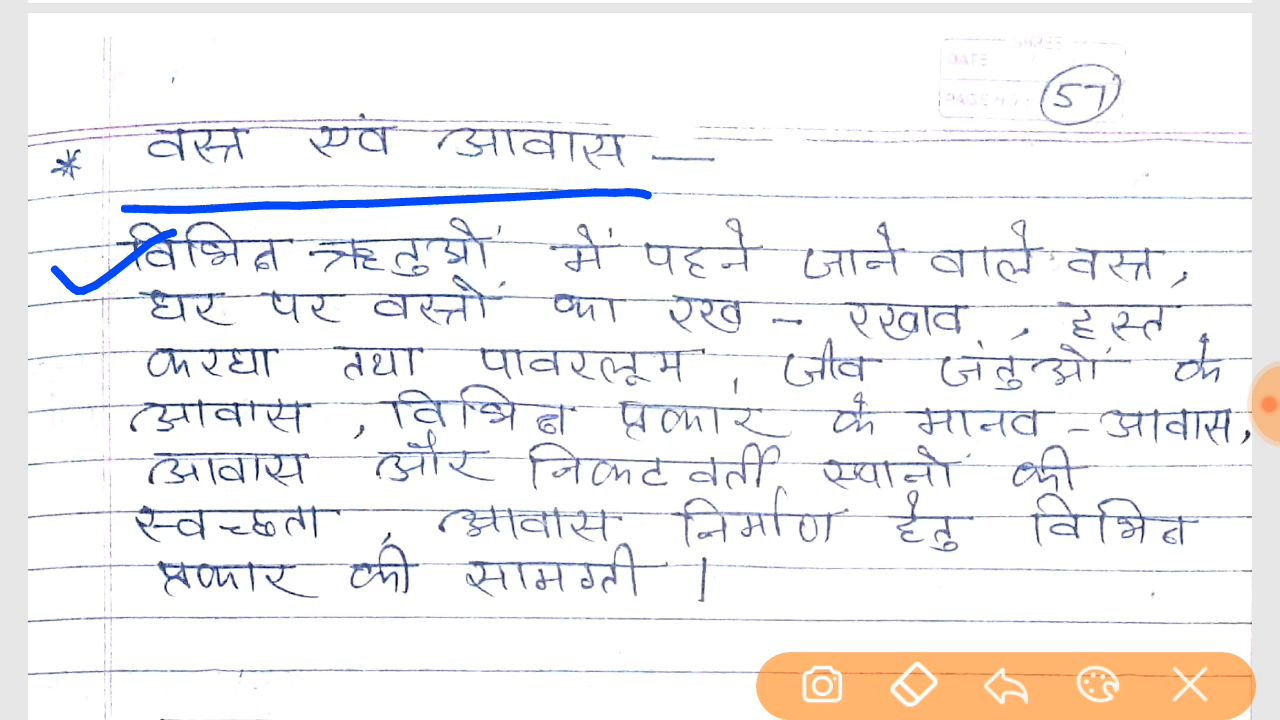 57
* वस्त्र एवं आवास —
विभिन्न ऋतुओं में पहने जाने वाले वस्त्र,
घर पर वस्त्रों का रख - रखाव, हस्त
करघा तथा पावरलूम, जीव जंतुओं के
आवास, विभिन्न प्रकार के मानव - आवास,
आवास और निकटवर्ती स्थानों की
स्वच्छता, आवास निर्माण हेतु विभिन्न
प्रकार की सामग्री ।